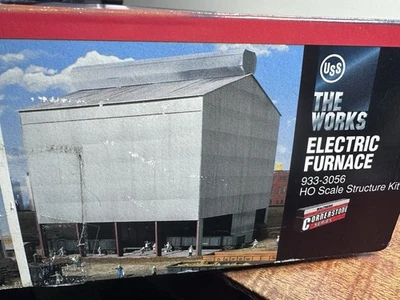 USS
THE
WORKS
ELECTRIC
FURNACE
933-3056
HO Scale Structure Kit
CORNERSTONE
SERIES